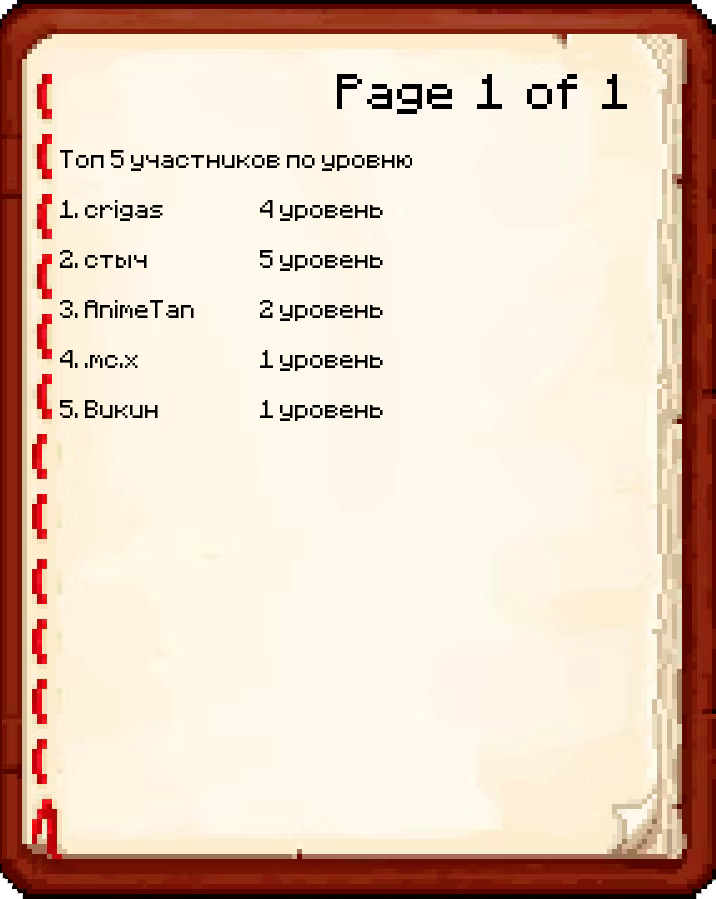 Page 1 of 1
Топ 5 участников по уровню
1. crigas 4 уровень
2. стыч 5 уровень
3. AnimeTan 2 уровень
4. .mc.x 1 уровень
5. Викин 1 уровень